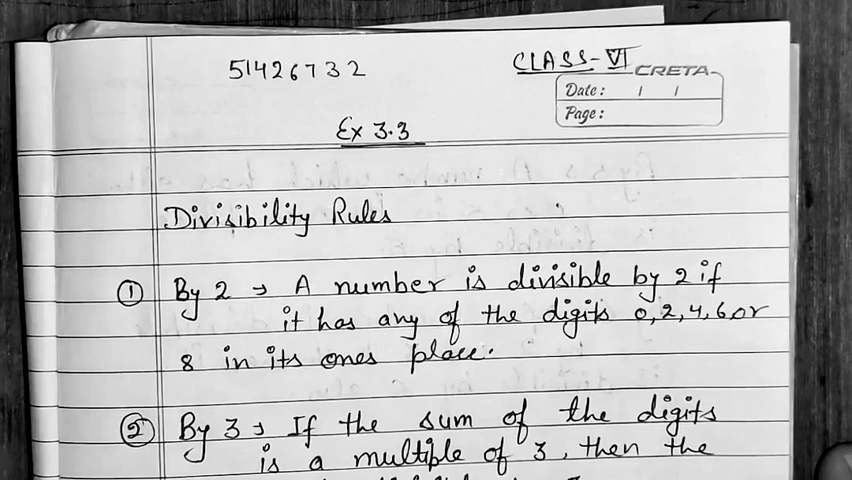 51426732
CLASS-VI
CRETA
Date: / /
Page:
Ex 3.3
Divisibility Rules
① By 2 → A number is divisible by 2 if
it has any of the digits 0, 2, 4, 6 or
8 in its ones place.
② By 3 → If the sum of the digits
is a multiple of 3, then the